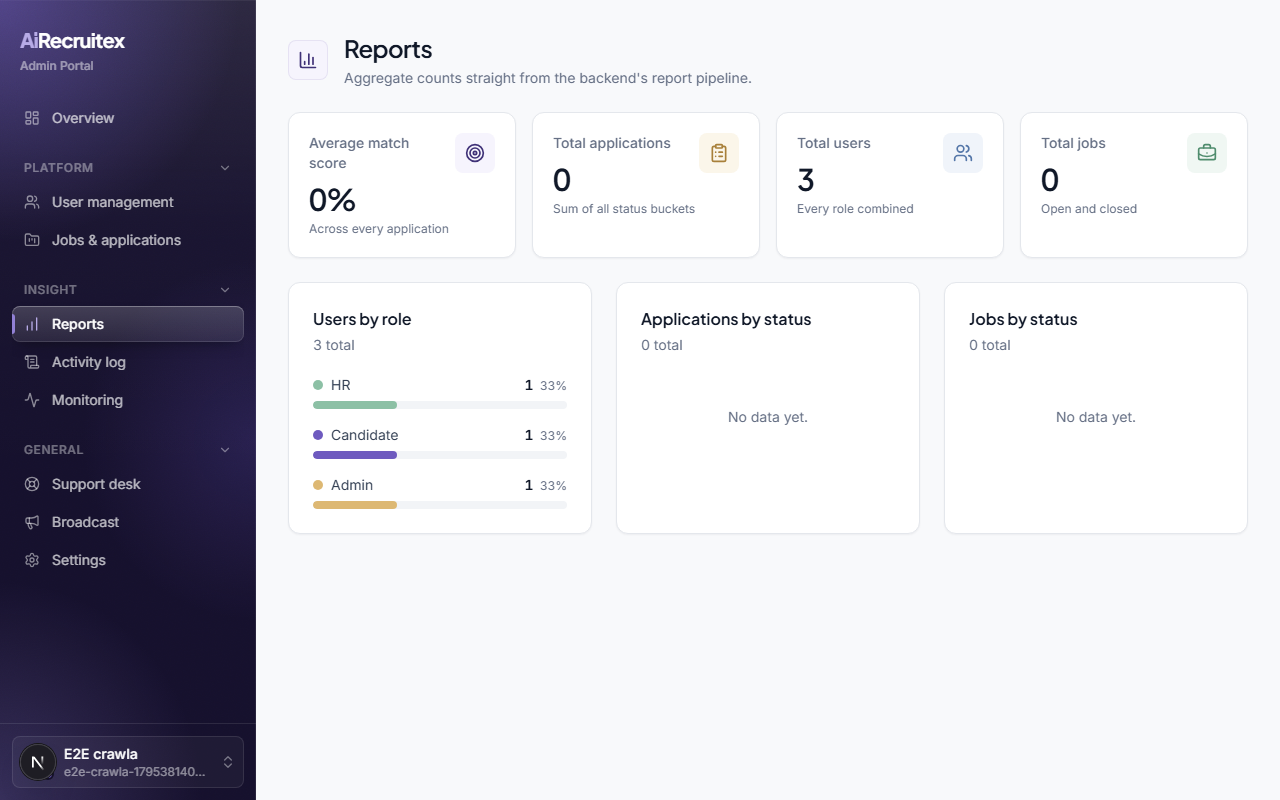 AiRecruitex
Admin Portal
Overview
PLATFORM
User management
Jobs & applications
INSIGHT
Reports
Activity log
Monitoring
GENERAL
Support desk
Broadcast
Settings
N
E2E crawla
e2e-crawla-179538140...
Reports
Aggregate counts straight from the backend's report pipeline.
Average match
score
0%
Across every application
Total applications
0
Sum of all status buckets
Total users
3
Every role combined
Total jobs
0
Open and closed
Users by role
3 total
HR 1 33%
Candidate 1 33%
Admin 1 33%
Applications by status
0 total
No data yet.
Jobs by status
0 total
No data yet.